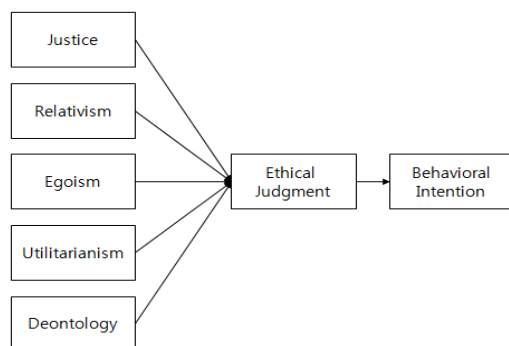 Justice
Relativism
Egoism
Utilitarianism
Deontology
Ethical
Judgment
Behavioral
Intention